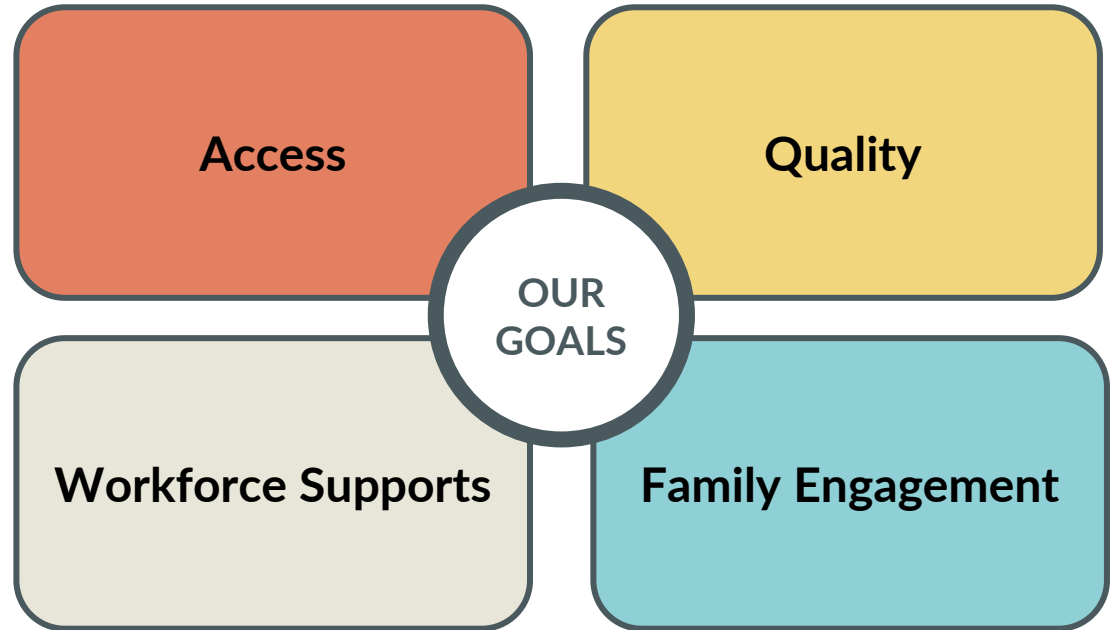 Access
Quality
OUR
GOALS
Workforce Supports
Family Engagement